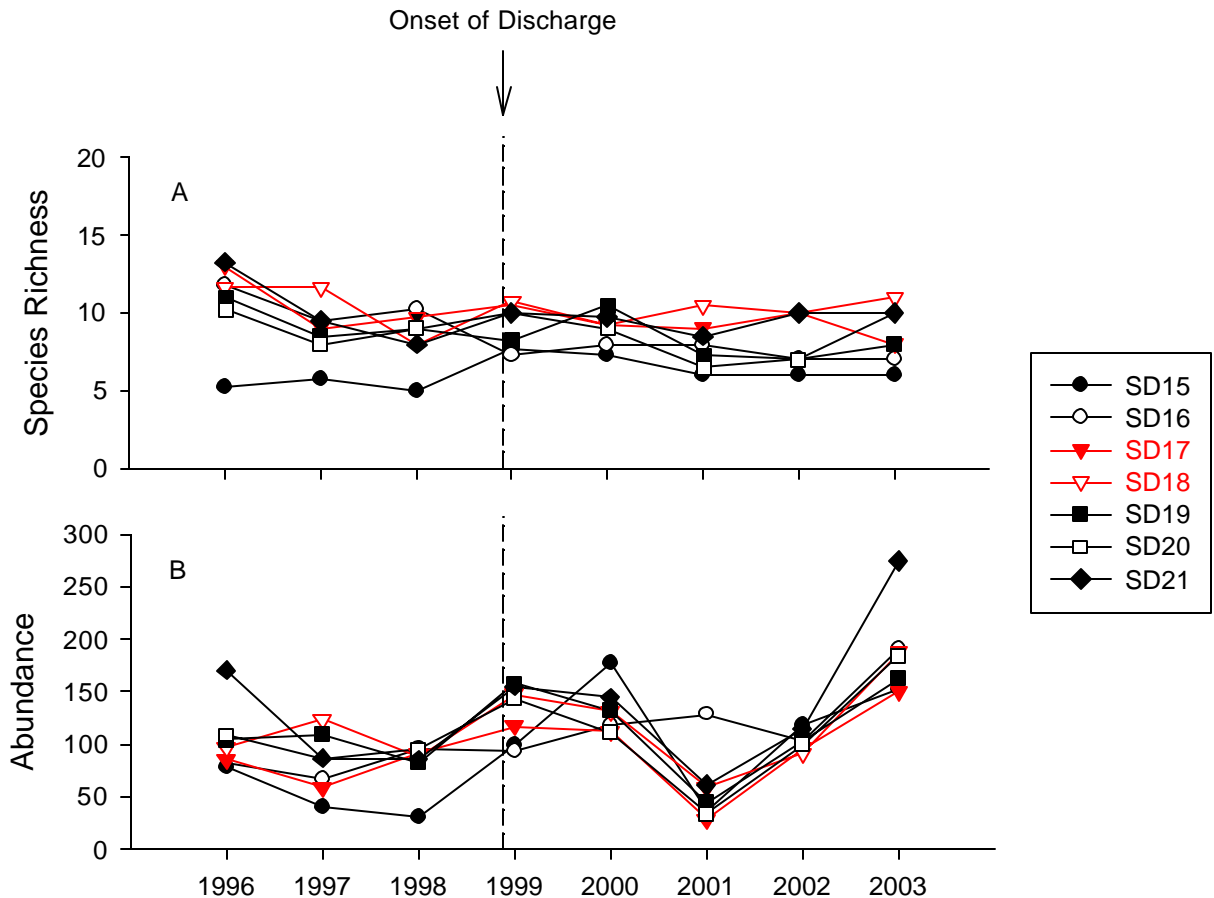 Onset of Discharge
A
Species Richness
20
15
10
5
0
B
Abundance
300
250
200
150
100
50
0
1996 1997 1998 1999 2000 2001 2002 2003
SD15
SD16
SD17
SD18
SD19
SD20
SD21